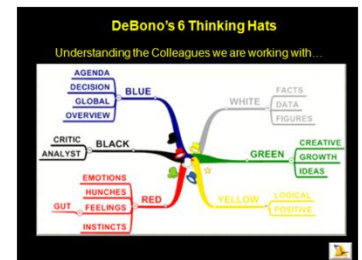 DeBono's 6 Thinking Hats
Understanding the Colleagues we are working with…
AGENDA
DECISION
GLOBAL
OVERVIEW
BLUE
CRITIC
ANALYST
BLACK
EMOTIONS
HUNCHES
GUT
FEELINGS
INSTINCTS
RED
WHITE
FACTS
DATA
FIGURES
GREEN
CREATIVE
GROWTH
IDEAS
YELLOW
LOGICAL
POSITIVE